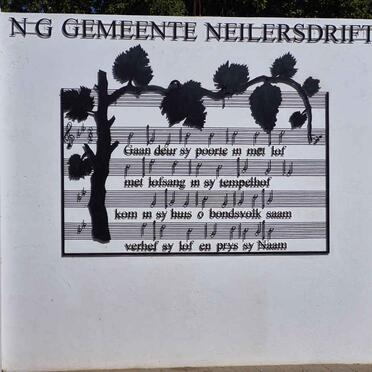 N G GEMEENTE NEILERSDRIFT
Gaan deur sy poorte in met lof
met lofsang in sy tempelhof
kom in sy huis o bondsvolk saam
verhef sy lof en prys sy Naam